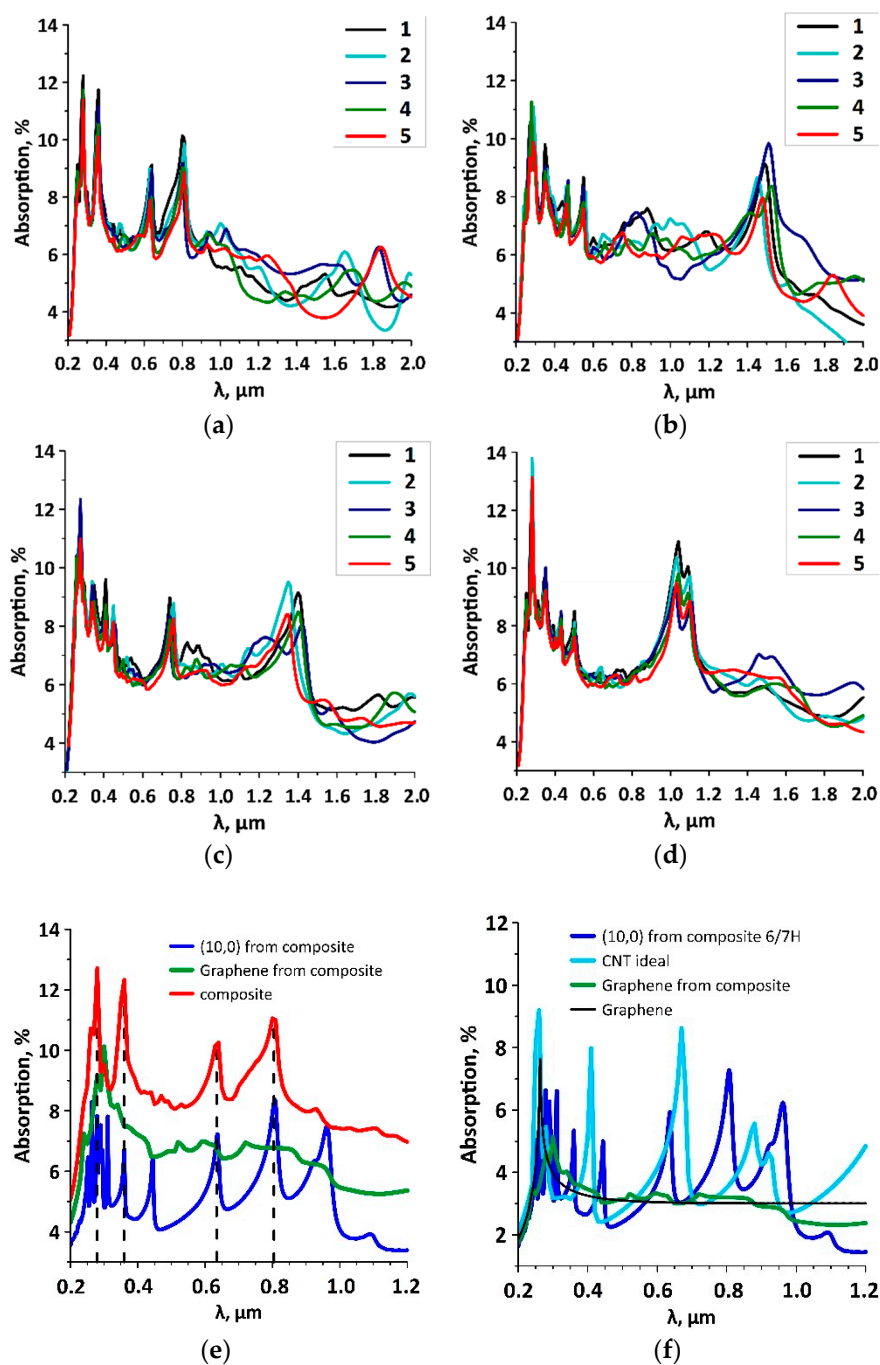 1
2
3
4
5
Absorption, %
14
12
10
8
6
4
0.2 0.4 0.6 0.8 1.0 1.2 1.4 1.6 1.8 2.0
λ, μm
(a)
1
2
3
4
5
Absorption, %
14
12
10
8
6
4
0.2 0.4 0.6 0.8 1.0 1.2 1.4 1.6 1.8 2.0
λ, μm
(b)
1
2
3
4
5
Absorption, %
14
12
10
8
6
4
0.2 0.4 0.6 0.8 1.0 1.2 1.4 1.6 1.8 2.0
λ, μm
(c)
1
2
3
4
5
Absorption, %
14
12
10
8
6
4
0.2 0.4 0.6 0.8 1.0 1.2 1.4 1.6 1.8 2.0
λ, μm
(d)
(10,0) from composite
Graphene from composite
composite
Absorption, %
14
13
12
11
10
9
8
7
6
5
4
3
0.2 0.4 0.6 0.8 1.0 1.2
λ, μm
(e)
(10,0) from composite 6/7H
CNT ideal
Graphene from composite
Graphene
Absorption, %
12
10
8
6
4
2
0.2 0.4 0.6 0.8 1.0 1.2
λ, μm
(f)